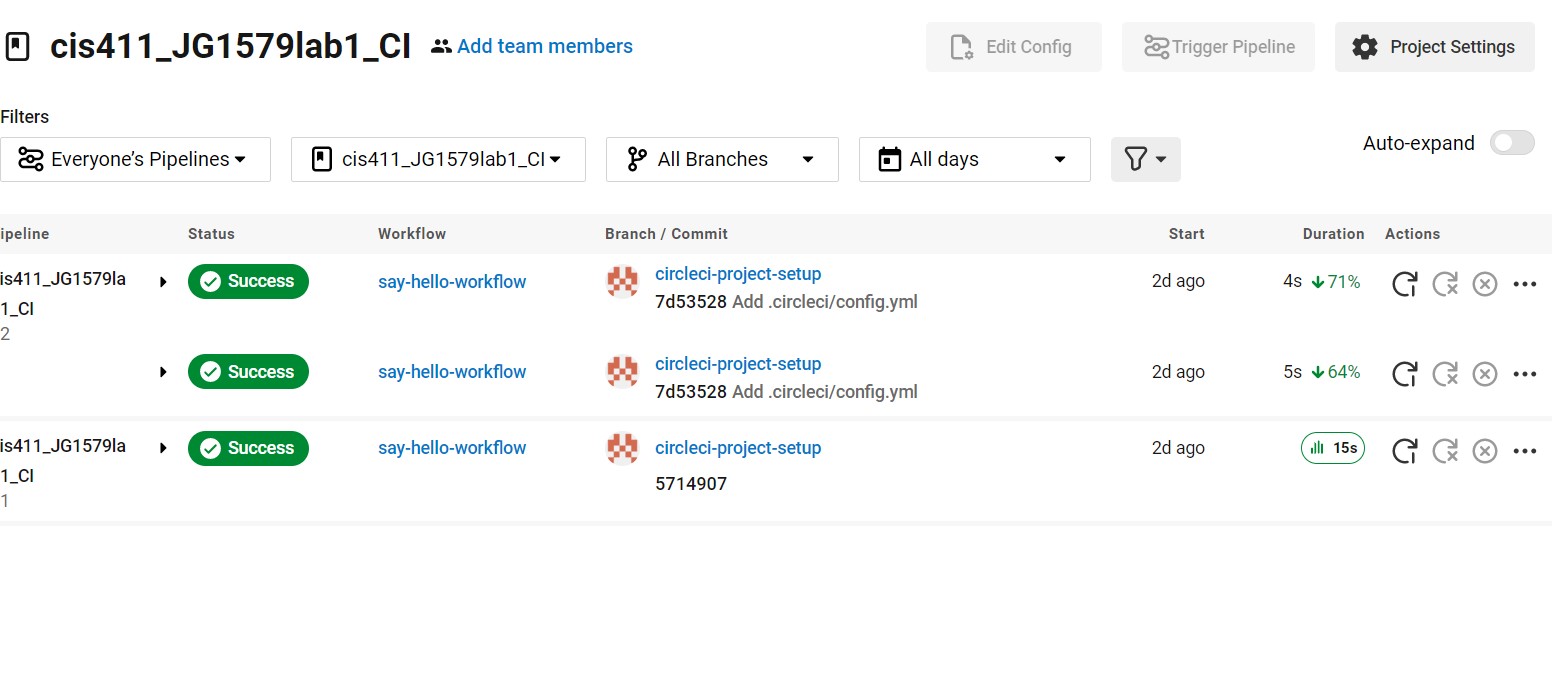 cis411_JG1579lab1_CI Add team members Edit Config Trigger Pipeline Project Settings
Filters
Everyone’s Pipelines cis411_JG1579lab1_CI All Branches All days Auto-expand
ipeline Status Workflow Branch / Commit Start Duration Actions
is411_JG1579la Success say-hello-workflow circleci-project-setup 2d ago 4s 71%
1_CI 7d53528 Add .circleci/config.yml
2
Success say-hello-workflow circleci-project-setup 2d ago 5s 64%
7d53528 Add .circleci/config.yml
is411_JG1579la Success say-hello-workflow circleci-project-setup 2d ago 15s
1_CI 5714907
1